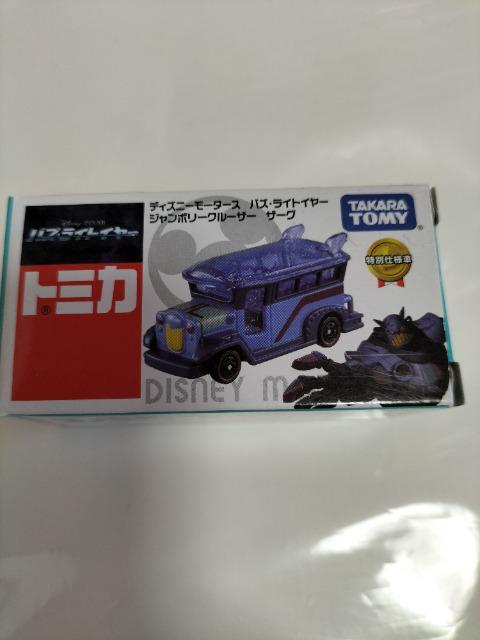 Disney PIXAR
バズ・ライトイヤー
トミカ
®
ディズニーモータース バズ・ライトイヤー
ジャンボリークルーザー ザーグ
TAKARA
TOMY
®
特別仕様車
DISNEY M